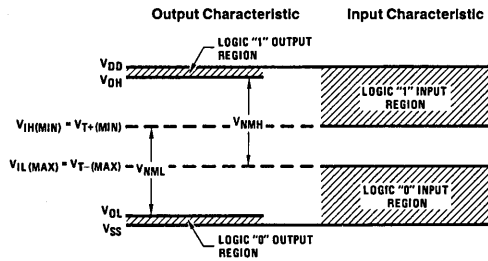 Output Characteristic
Input Characteristic
LOGIC "1" OUTPUT
REGION
VDD
VOH
LOGIC "1" INPUT
REGION
VNMH
VIH(MIN) = VT+(MIN)
VIL(MAX) = VT–(MAX)
VNML
LOGIC "0" INPUT
REGION
VOL
VSS
LOGIC "0" OUTPUT
REGION